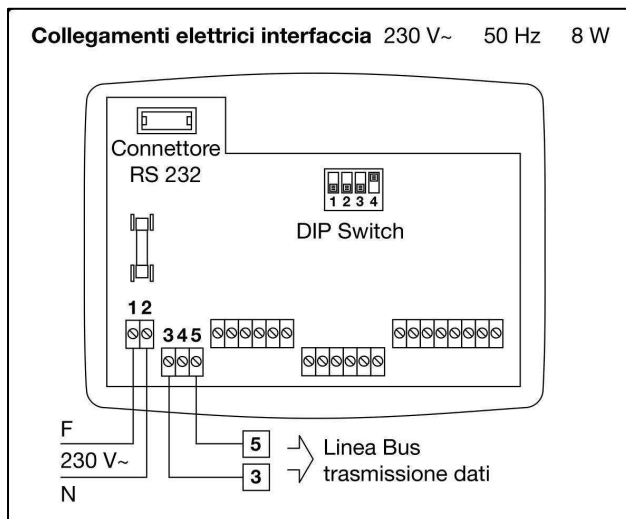 Collegamenti elettrici interfaccia 230 V~ 50 Hz 8 W
Connettore
RS 232
1 2 3 4
DIP Switch
1 2
3 4 5
F
230 V~
N
5
3
Linea Bus
trasmissione dati